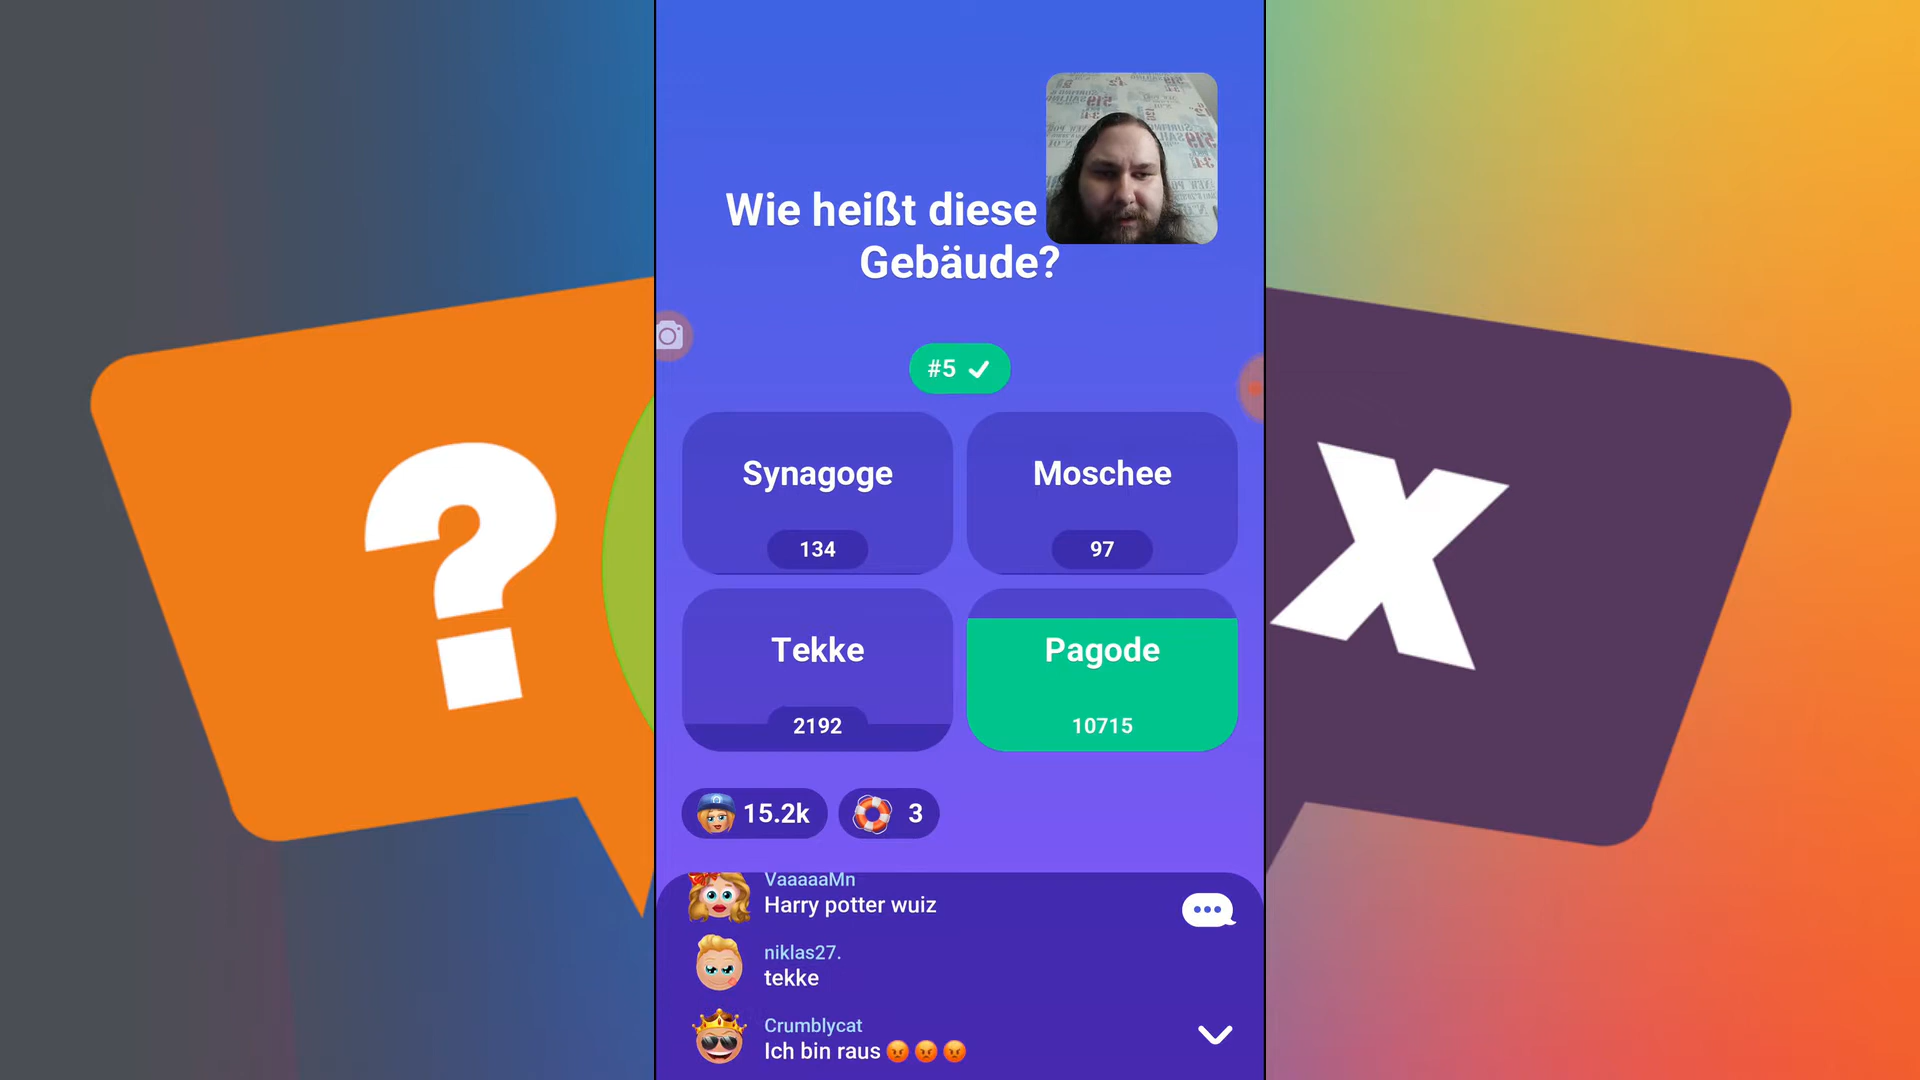 ?
X
Wie heißt diese
Gebäude?
#5
Synagoge
134
Moschee
97
Tekke
2192
Pagode
10715
15.2k
3
VaaaaaMn
Harry potter wuiz
niklas27.
tekke
Crumblycat
Ich bin raus 😡 😡 😡